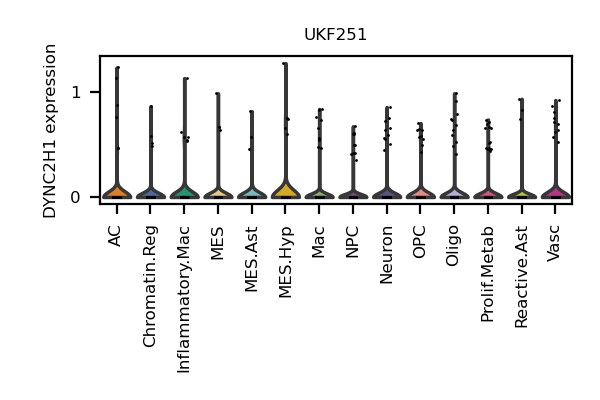 UKF251
DYNC2H1 expression
1
0
AC
Chromatin.Reg
Inflammatory.Mac
MES
MES.Ast
MES.Hyp
Mac
NPC
Neuron
OPC
Oligo
Prolif.Metab
Reactive.Ast
Vasc